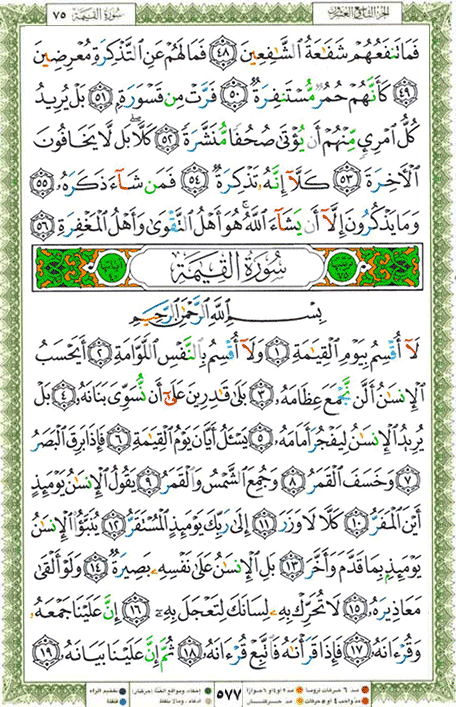 سُورَةُ القِيَامَةِ ٧٥
الجزء التاسع والعشرون
فَمَا تَنفَعُهُمْ شَفَٰعَةُ ٱلشَّٰفِعِينَ ٤٨ فَمَا لَهُمْ عَنِ ٱلتَّذْكِرَةِ مُعْرِضِينَ
٤٩ كَأَنَّهُمْ حُمُرٌ مُّسْتَنفِرَةٌ ٥٠ فَرَّتْ مِن قَسْوَرَةٍۭ ٥١ بَلْ يُرِيدُ
كُلُّ ٱمْرِئٍ مِّنْهُمْ أَن يُؤْتَىٰ صُحُفًا مُّنَشَّرَةً ٥٢ كَلَّا ۖ بَل لَّا يَخَافُونَ
ٱلْءَاخِرَةَ ٥٣ كَلَّآ إِنَّهُۥ تَذْكِرَةٌ ٥٤ فَمَن شَآءَ ذَكَرَهُۥ ٥٥
وَمَا يَذْكُرُونَ إِلَّآ أَن يَشَآءَ ٱللَّهُ ۚ هُوَ أَهْلُ ٱلتَّقْوَىٰ وَأَهْلُ ٱلْمَغْفِرَةِ ٥٦
سُورَةُ القِيَٰمَةِ
بِسْمِ ٱللَّهِ ٱلرَّحْمَٰنِ ٱلرَّحِيمِ
لَآ أُقْسِمُ بِيَوْمِ ٱلْقِيَٰمَةِ ١ وَلَآ أُقْسِمُ بِٱلنَّفْسِ ٱللَّوَّامَةِ ٢ أَيَحْسَبُ
ٱلْإِنسَٰنُ أَلَّن نَّجْمَعَ عِظَامَهُۥ ٣ بَلَىٰ قَٰدِرِينَ عَلَىٰٓ أَن نُّسَوِّىَ بَنَانَهُۥ ٤ بَلْ
يُرِيدُ ٱلْإِنسَٰنُ لِيَفْجُرَ أَمَامَهُۥ ٥ يَسْـَٔلُ أَيَّانَ يَوْمُ ٱلْقِيَٰمَةِ ٦ فَإِذَا بَرِقَ ٱلْبَصَرُ
٧ وَخَسَفَ ٱلْقَمَرُ ٨ وَجُمِعَ ٱلشَّمْسُ وَٱلْقَمَرُ ٩ يَقُولُ ٱلْإِنسَٰنُ يَوْمَئِذٍ
أَيْنَ ٱلْمَفَرُّ ١٠ كَلَّا لَا وَزَرَ ١١ إِلَىٰ رَبِّكَ يَوْمَئِذٍ ٱلْمُسْتَقَرُّ ١٢ يُنَبَّؤُاْ ٱلْإِنسَٰنُ
يَوْمَئِذٍۭ بِمَا قَدَّمَ وَأَخَّرَ ١٣ بَلِ ٱلْإِنسَٰنُ عَلَىٰ نَفْسِهِۦ بَصِيرَةٌ ١٤ وَلَوْ أَلْقَىٰ
مَعَاذِيرَهُۥ ١٥ لَا تُحَرِّكْ بِهِۦ لِسَانَكَ لِتَعْجَلَ بِهِۦٓ ١٦ إِنَّ عَلَيْنَا جَمْعَهُۥ
وَقُرْءَانَهُۥ ١٧ فَإِذَا قَرَأْنَٰهُ فَٱتَّبِعْ قُرْءَانَهُۥ ١٨ ثُمَّ إِنَّ عَلَيْنَا بَيَانَهُۥ ١٩
٥٧٧